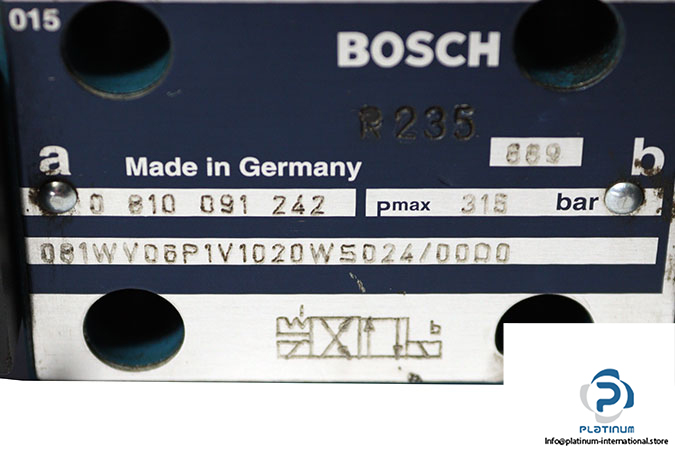 015
BOSCH
R235
889
a
b
Made in Germany
0 810 091 242
pmax 315 bar
081WV06P1V1020WS024/00D0
b
PLATINUM
Info@platinum-international.store